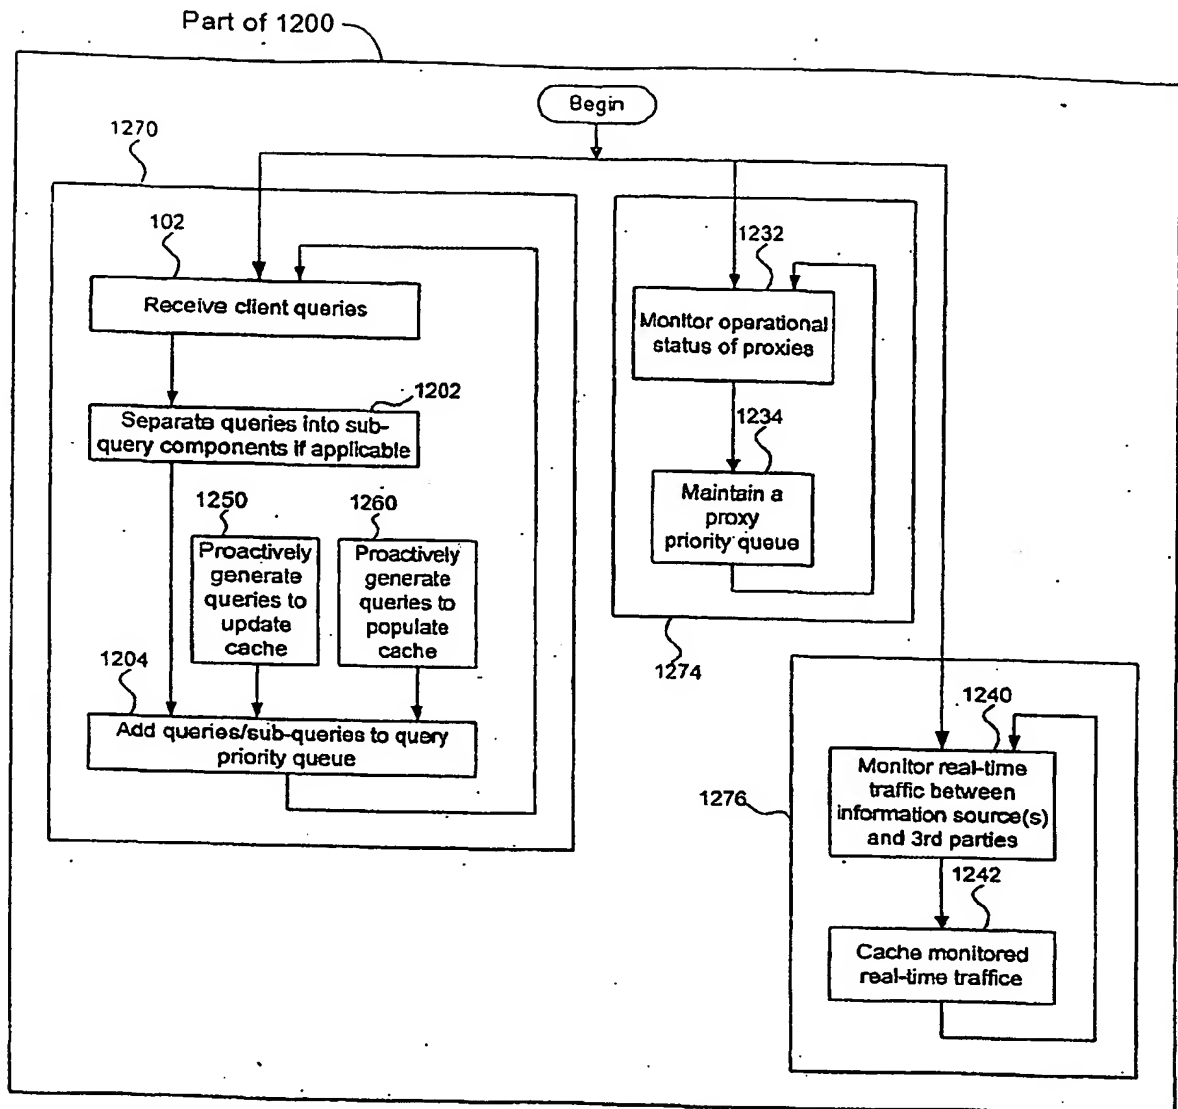 Part of 1200
Begin
1270
102
Receive client queries
1202
Separate queries into sub-
query components if applicable
1250
Proactively
generate
queries to
update
cache
1260
Proactively
generate
queries to
populate
cache
1204
Add queries/sub-queries to query
priority queue
1232
Monitor operational
status of proxies
1234
Maintain a
proxy
priority queue
1274
1240
Monitor real-time
traffic between
information source(s)
and 3rd parties
1276
1242
Cache monitored
real-time traffice